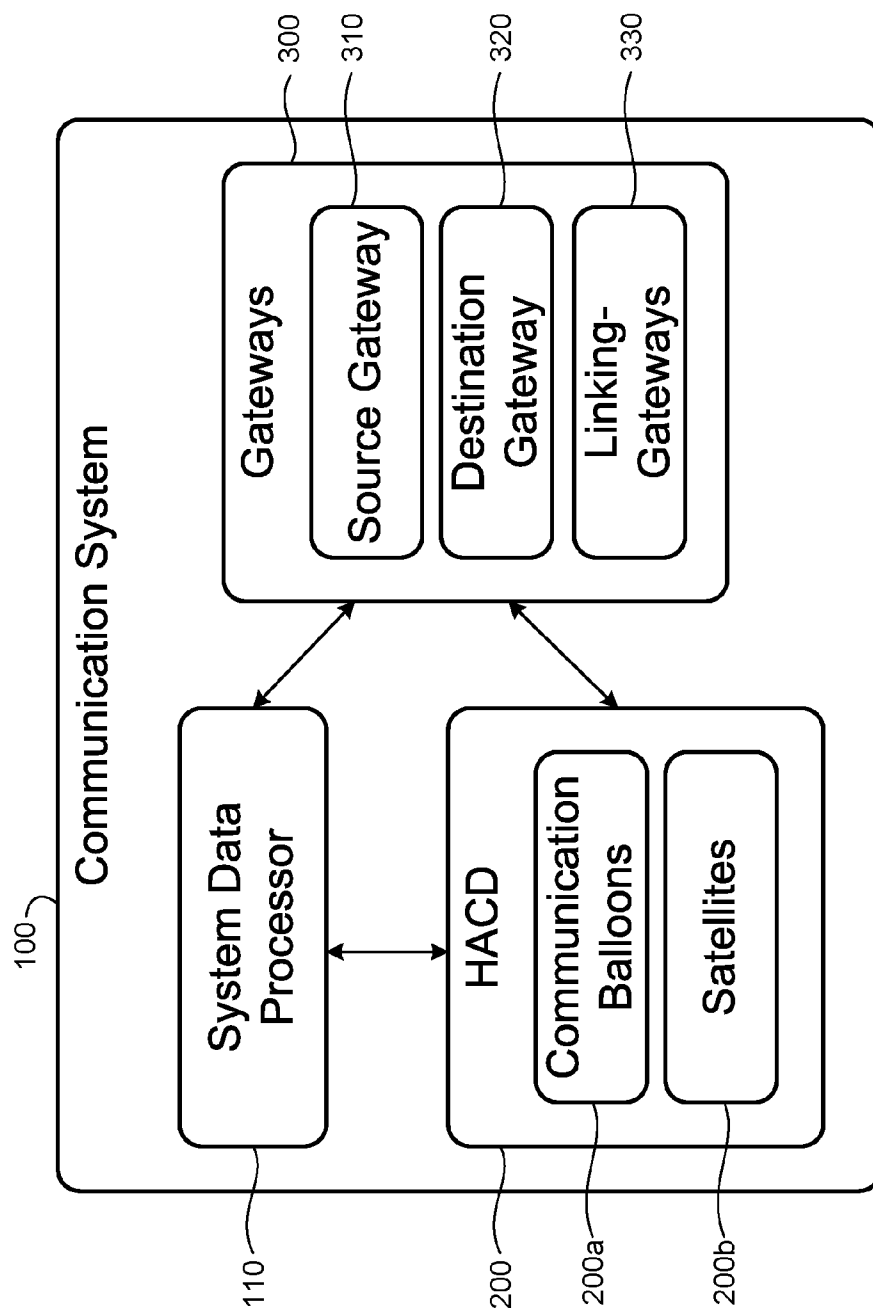 Communication System
100
System Data
Processor
110
HACD
200
Communication
Balloons
200a
Satellites
200b
Gateways
300
Source Gateway
310
Destination
Gateway
320
Linking-
Gateways
330